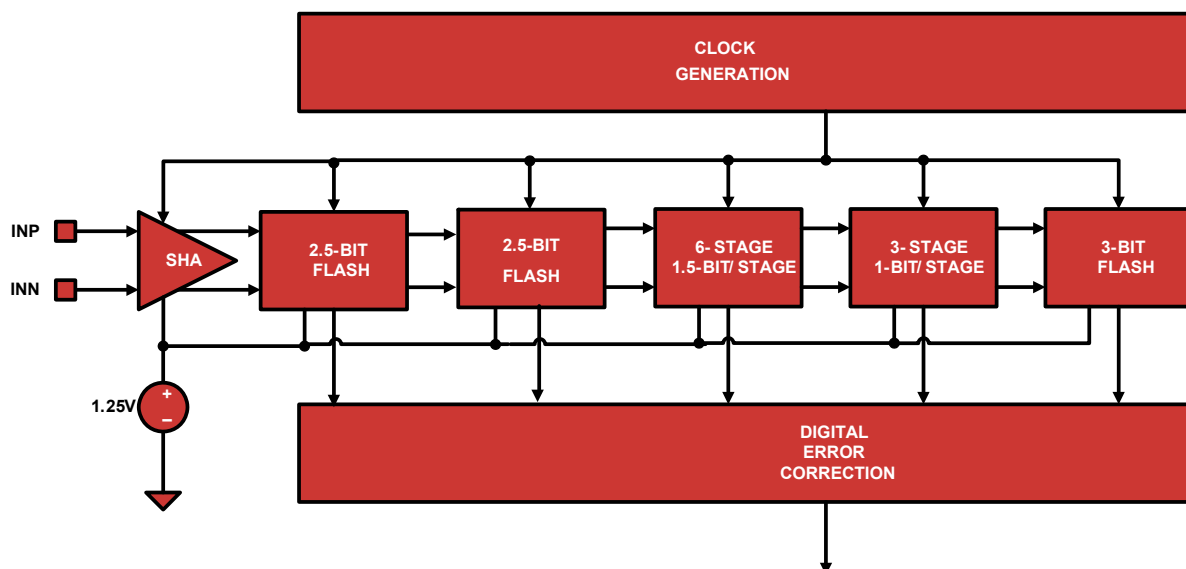 CLOCK
GENERATION
INP
INN
SHA
2.5-BIT
FLASH
2.5-BIT
FLASH
6- STAGE
1.5-BIT/ STAGE
3- STAGE
1-BIT/ STAGE
3-BIT
FLASH
1.25V
+
−
DIGITAL
ERROR
CORRECTION